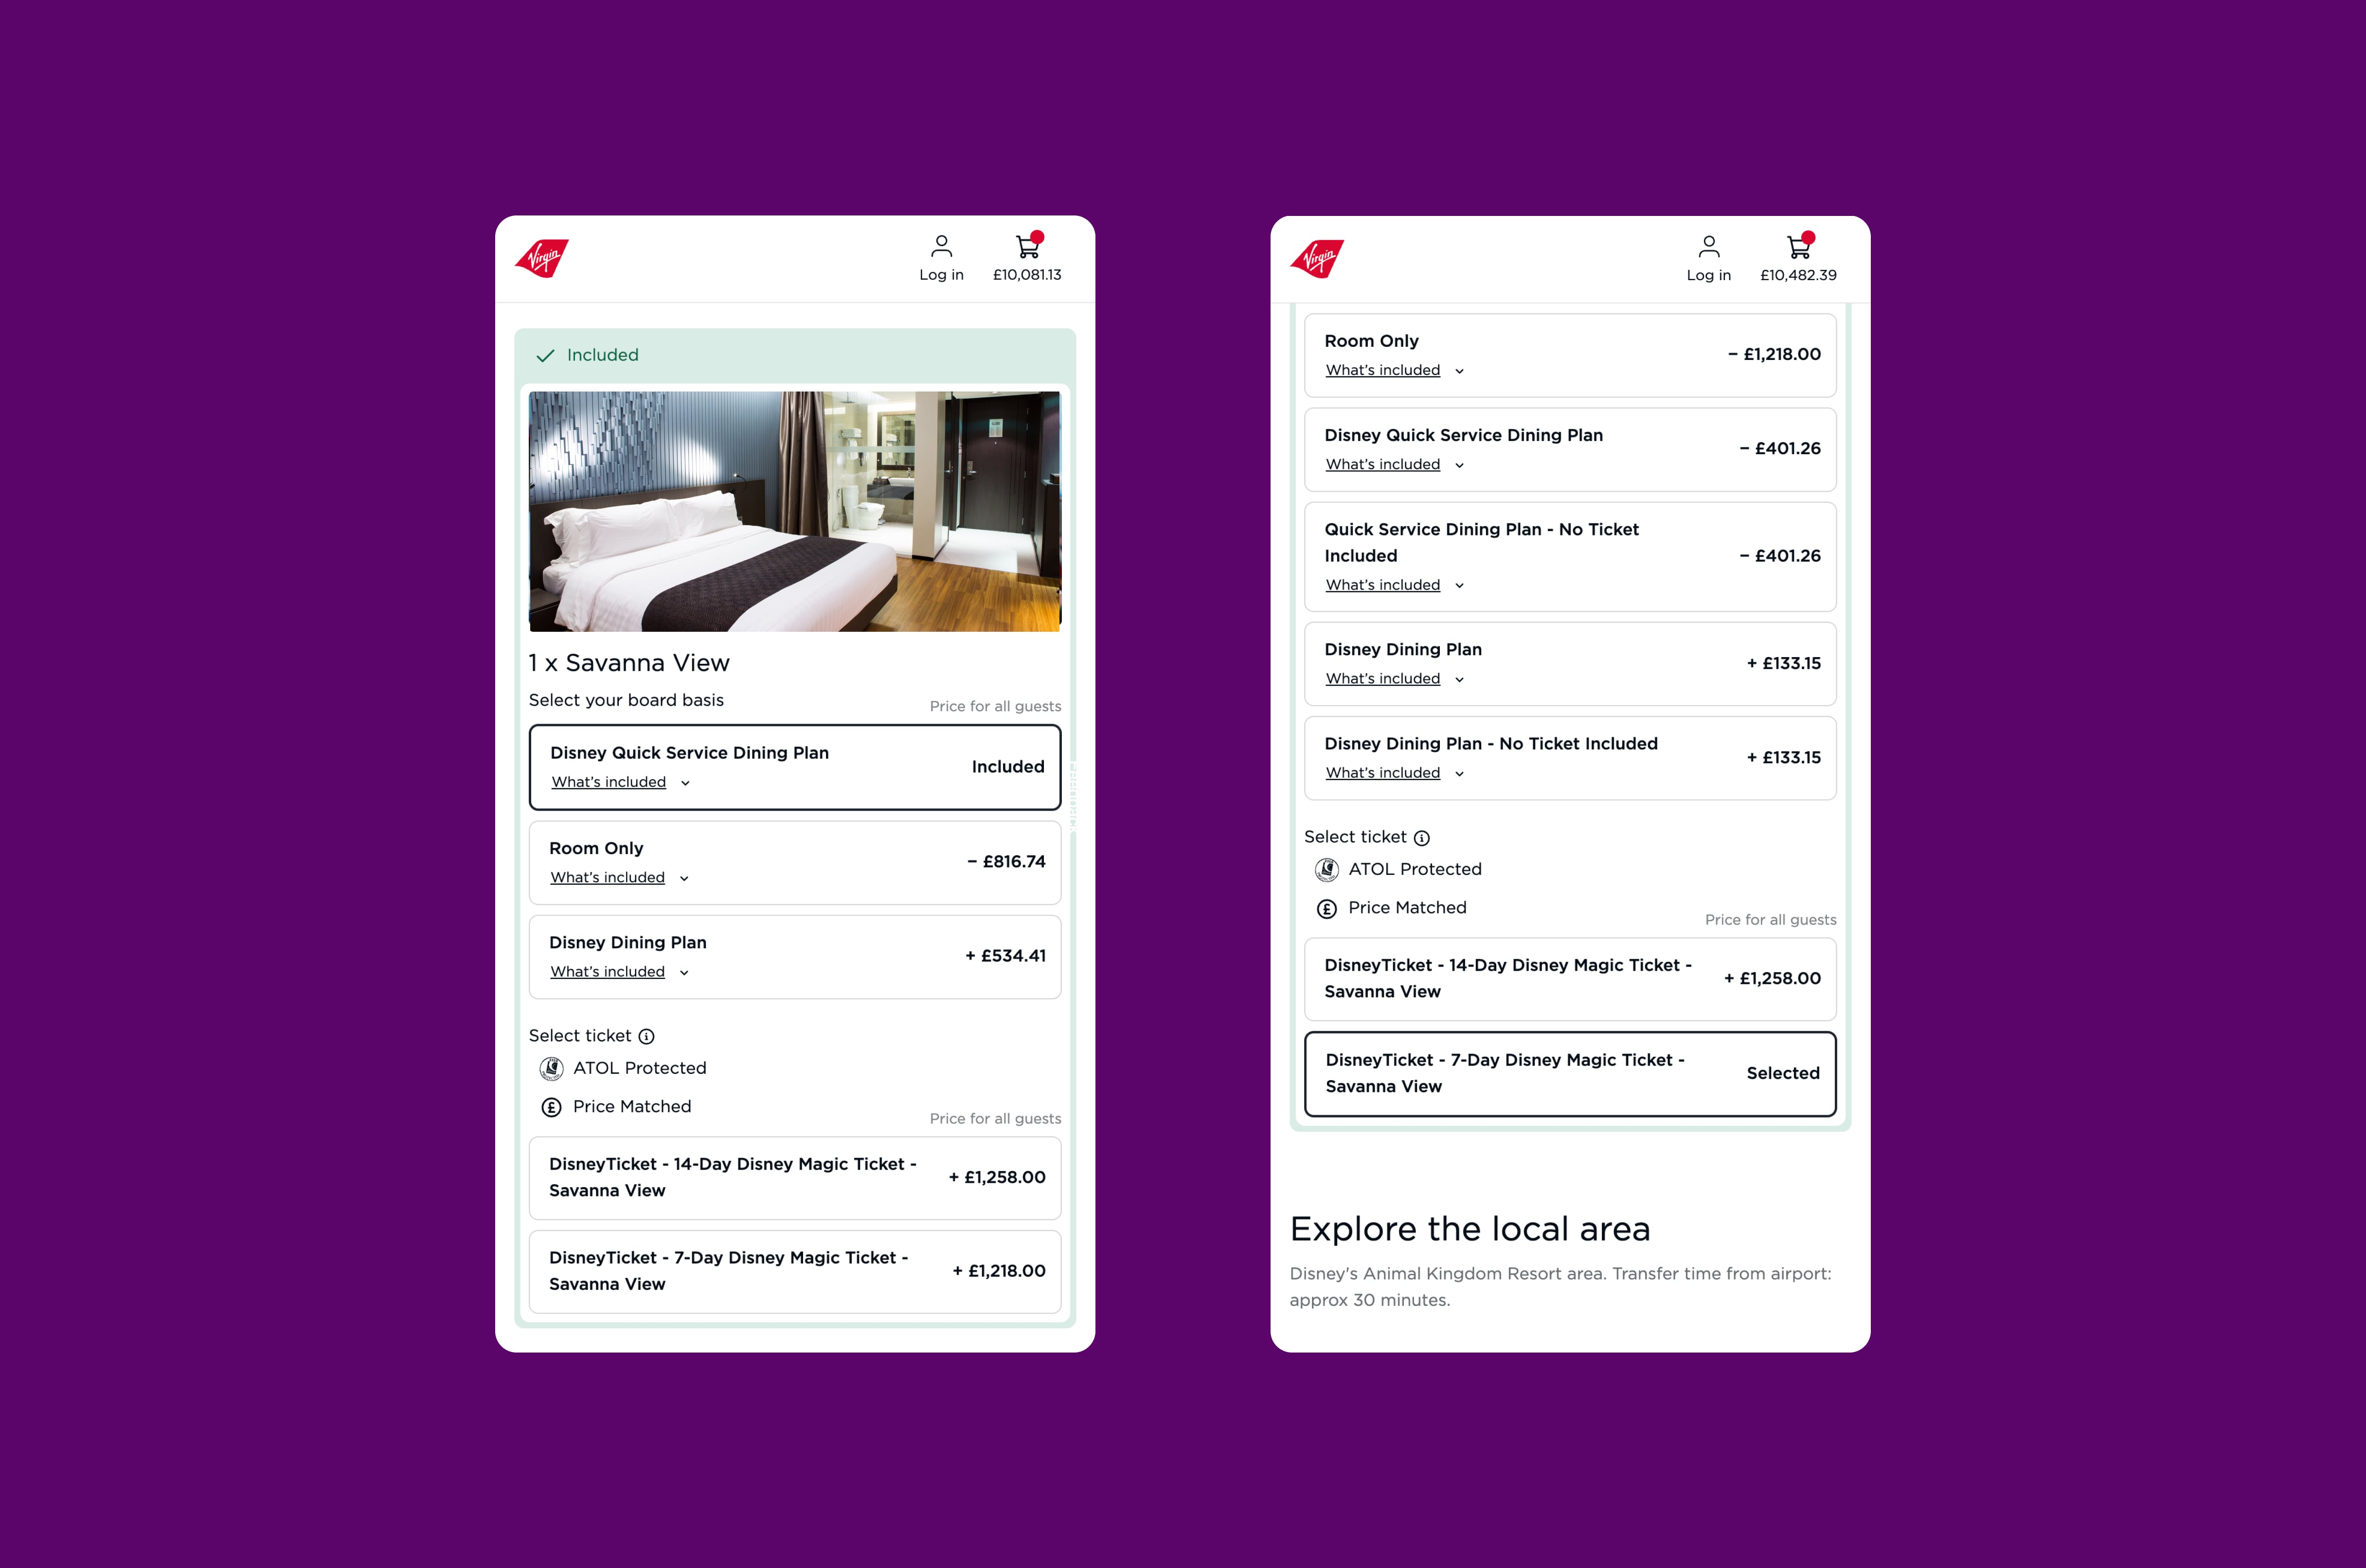 Virgin
Log in
£10,081.13
Included
1 x Savanna View
Select your board basis
Price for all guests
Disney Quick Service Dining Plan
What's included
Included
Room Only
What's included
− £816.74
Disney Dining Plan
What's included
+ £534.41
Select ticket
ATOL Protected
Price Matched
Price for all guests
DisneyTicket - 14-Day Disney Magic Ticket -
Savanna View
+ £1,258.00
DisneyTicket - 7-Day Disney Magic Ticket -
Savanna View
+ £1,218.00
Virgin
Log in
£10,482.39
Room Only
What's included
− £1,218.00
Disney Quick Service Dining Plan
What's included
− £401.26
Quick Service Dining Plan - No Ticket
Included
What's included
− £401.26
Disney Dining Plan
What's included
+ £133.15
Disney Dining Plan - No Ticket Included
What's included
+ £133.15
Select ticket
ATOL Protected
Price Matched
Price for all guests
DisneyTicket - 14-Day Disney Magic Ticket -
Savanna View
+ £1,258.00
DisneyTicket - 7-Day Disney Magic Ticket -
Savanna View
Selected
Explore the local area
Disney's Animal Kingdom Resort area. Transfer time from airport:
approx 30 minutes.